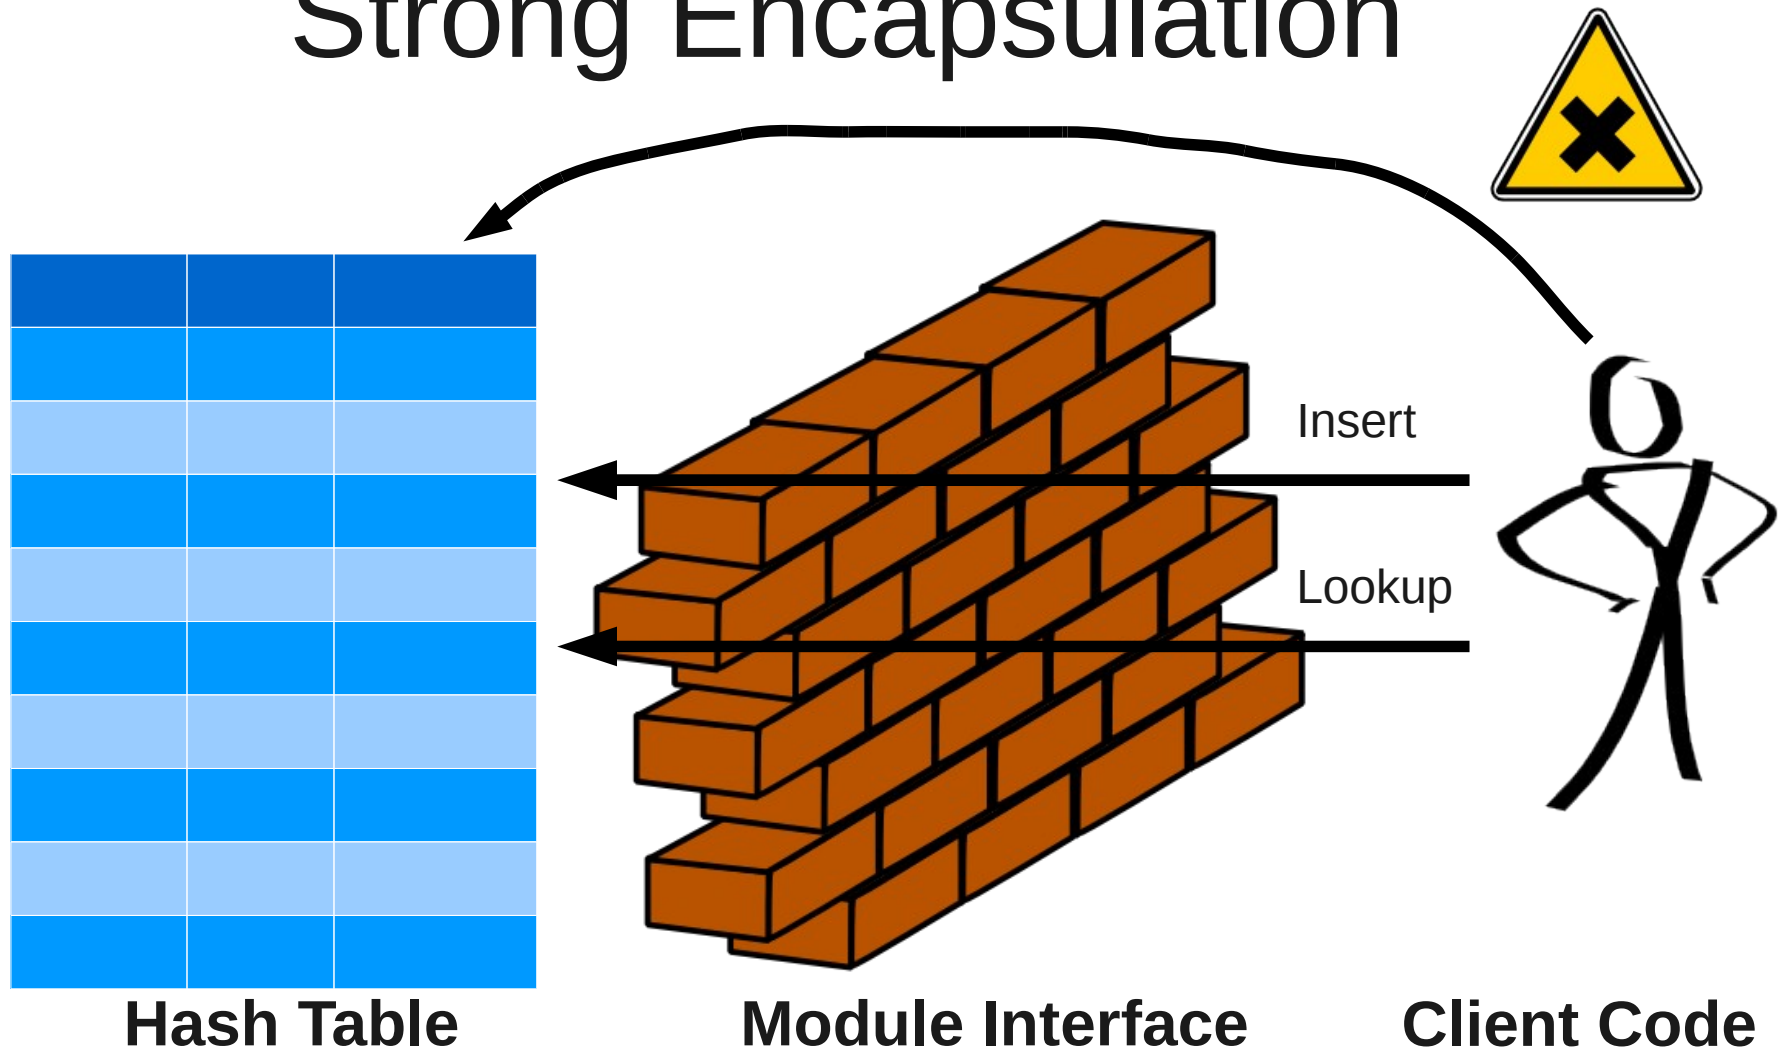 Strong Encapsulation
Insert
Lookup
Hash Table
Module Interface
Client Code